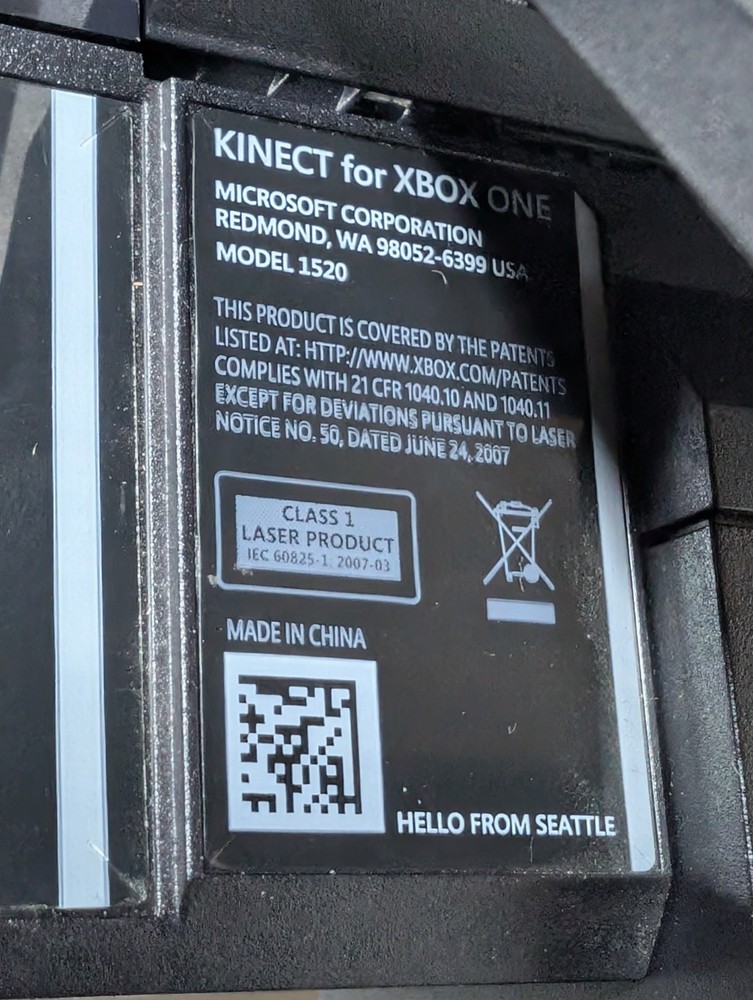 KINECT for XBOX ONE
MICROSOFT CORPORATION
REDMOND, WA 98052-6399 USA
MODEL 1520
THIS PRODUCT IS COVERED BY THE PATENTS
LISTED AT: HTTP://WWW.XBOX.COM/PATENTS
COMPLIES WITH 21 CFR 1040.10 AND 1040.11
EXCEPT FOR DEVIATIONS PURSUANT TO LASER
NOTICE NO. 50, DATED JUNE 24, 2007
CLASS 1
LASER PRODUCT
IEC 60825-1: 2007-03
MADE IN CHINA
HELLO FROM SEATTLE